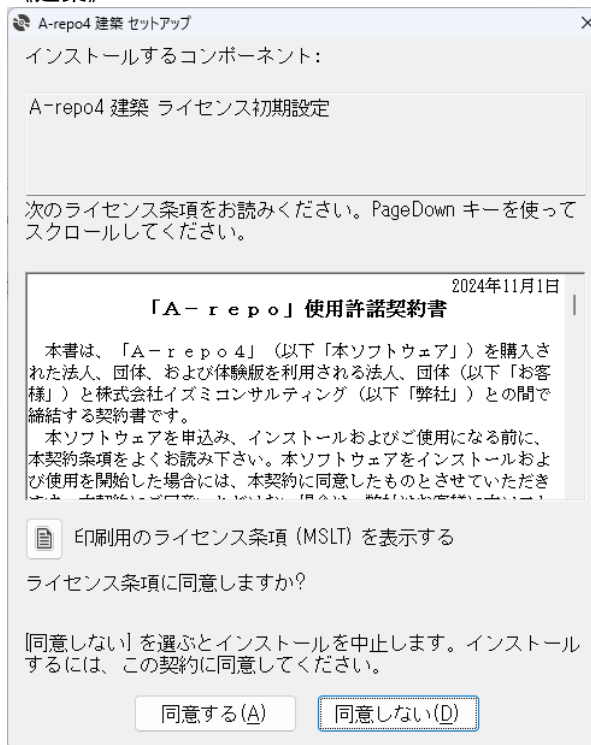 A-repo4 建築 セットアップ
インストールするコンポーネント:
A-repo4 建築 ライセンス初期設定
次のライセンス条項をお読みください。PageDown キーを使って
スクロールしてください。
2024年11月1日
「A－ｒｅｐｏ」使用許諾契約書
本書は、「A－ｒｅｐｏ４」（以下「本ソフトウェア」）を購入さ
れた法人、団体、および体験版を利用される法人、団体（以下「お客
様」）と株式会社イズミコンサルティング（以下「弊社」）との間で
締結する契約書です。
本ソフトウェアを申込み、インストールおよびご使用になる前に、
本契約条項をよくお読み下さい。本ソフトウェアをインストールおよ
び使用を開始した場合には、本契約に同意したものとさせていただき
印刷用のライセンス条項 (MSLT) を表示する
ライセンス条項に同意しますか?
[同意しない] を選ぶとインストールを中止します。インストール
するには、この契約に同意してください。
同意する(A)
同意しない(D)